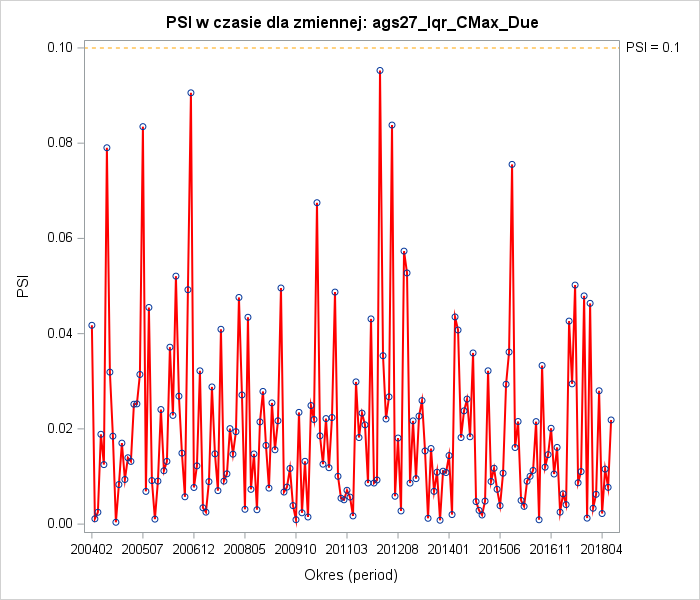 PSI w czasie dla zmiennej: ags27_Iqr_CMax_Due
0.10
PSI = 0.1
0.08
0.06
PSI
0.04
0.02
0.00
200402 200507 200612 200805 200910 201103 201208 201401 201506 201611 201804
Okres (period)